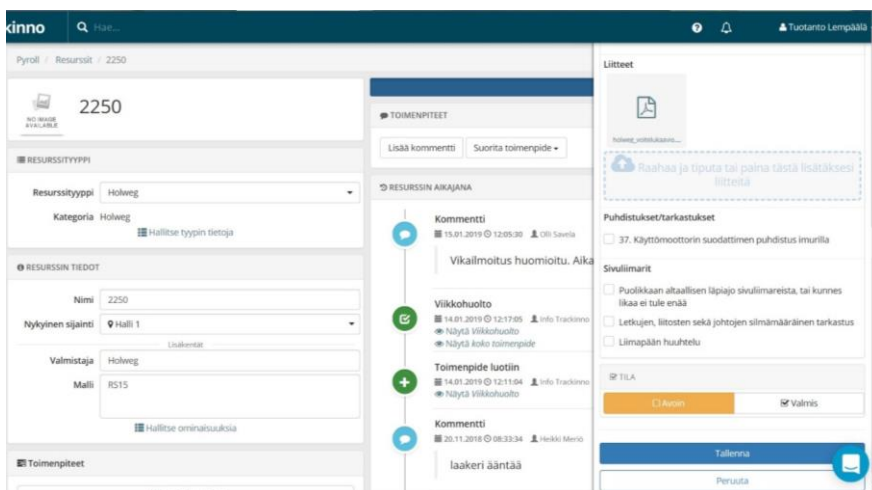 kinno
Hae...
Tuotanto Lempäälä
Pyroll / Resurssit / 2250
NO IMAGE
AVAILABLE
2250
RESURSSITYYPPI
Resurssityyppi
Holweg
Kategoria Holweg
Hallitse tyypin tietoja
RESURSSIN TIEDOT
Nimi
2250
Nykyinen sijainti
Halli 1
Lisäkentät
Valmistaja
Holweg
Malli
RS15
Hallitse ominaisuuksia
Toimenpiteet
TOIMENPITEET
Lisää kommentti
Suorita toimenpide
RESURSSIN AIKAJANA
Kommentti
15.01.2019 12:05:30 Olli Savela
Vikailmoitus huomioitu. Aika
Viikkohuolto
14.01.2019 12:17:05 Info Trackinno
Näytä Viikkohuolto
Näytä koko toimenpide
Toimenpide luotiin
14.01.2019 12:11:04 Info Trackinno
Näytä Viikkohuolto
Kommentti
20.11.2018 08:33:34 Heikki Meriö
laakeri ääntää
Liitteet
Raahaa ja tiputa tai paina tästä lisätäksesi
liitteitä
Puhdistukset/tarkastukset
37. Käyttömoottorin suodattimen puhdistus imurilla
Sivuliimarit
Puolikkaan altaallisen läpiajo sivuliimareista, tai kunnes
likaa ei tule enää
Letkujen, liitosten sekä johtojen silmämääräinen tarkastus
Liimapään huuhtelu
TILA
Avoin
Valmis
Tallenna
Peruuta